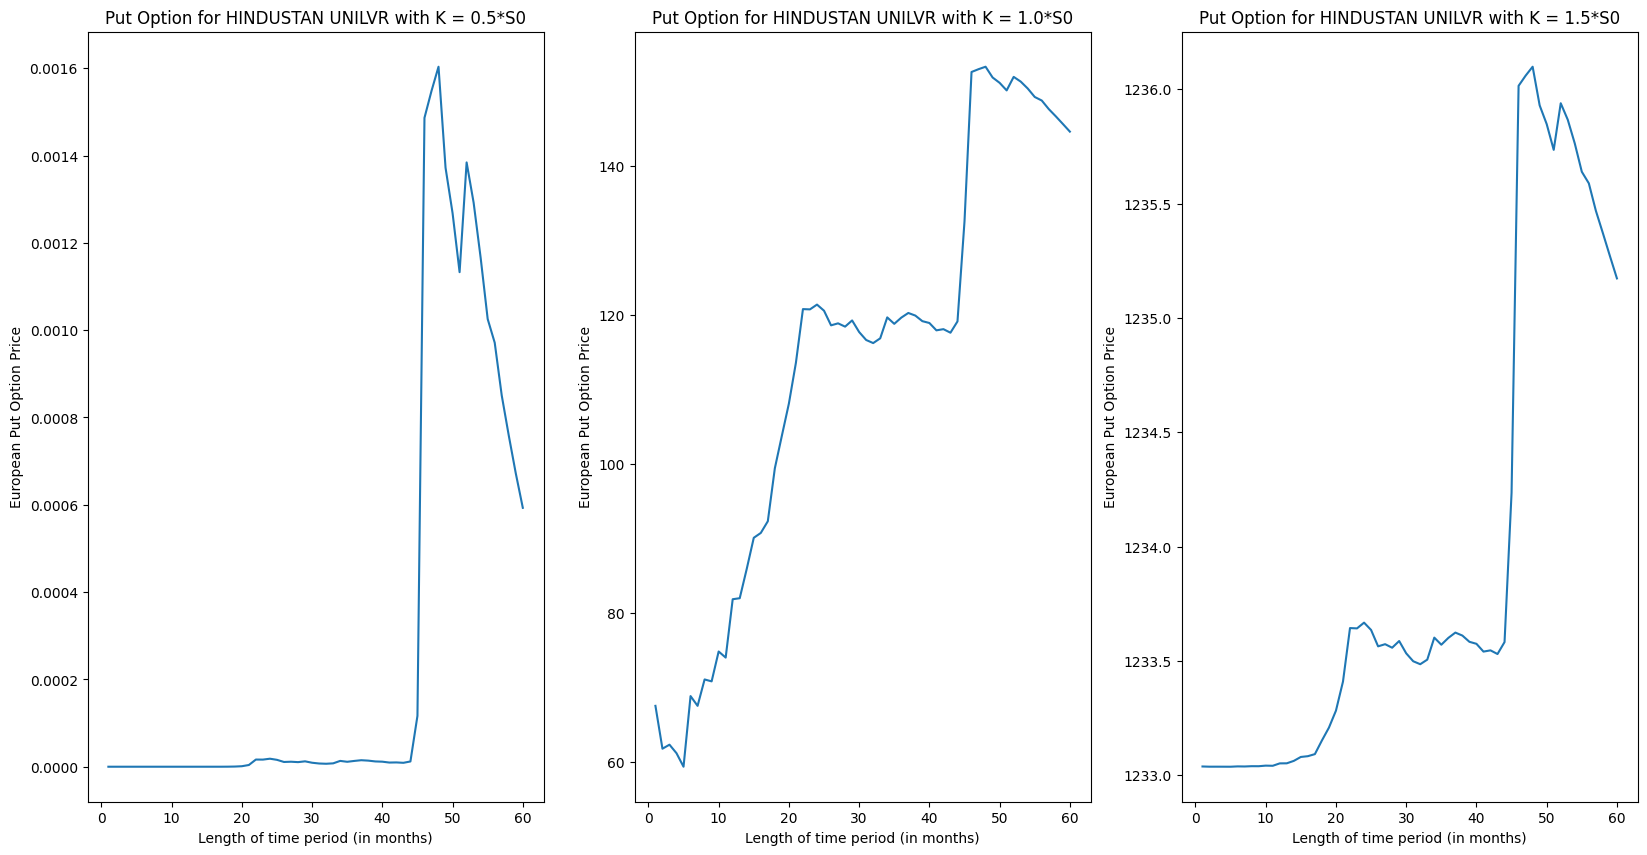 Put Option for HINDUSTAN UNILVR with K = 0.5*S0
0.0016
0.0014
0.0012
0.0010
0.0008
0.0006
0.0004
0.0002
0.0000
European Put Option Price
0 10 20 30 40 50 60
Length of time period (in months)
Put Option for HINDUSTAN UNILVR with K = 1.0*S0
140
120
100
80
60
European Put Option Price
0 10 20 30 40 50 60
Length of time period (in months)
Put Option for HINDUSTAN UNILVR with K = 1.5*S0
1236.0
1235.5
1235.0
1234.5
1234.0
1233.5
1233.0
European Put Option Price
0 10 20 30 40 50 60
Length of time period (in months)